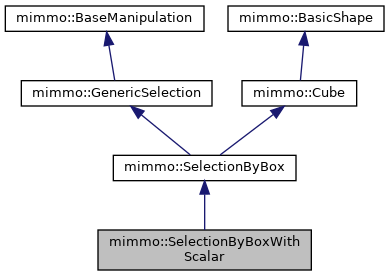 mimmo::BaseManipulation
mimmo::BasicShape
mimmo::GenericSelection
mimmo::Cube
mimmo::SelectionByBox
mimmo::SelectionByBoxWith
Scalar